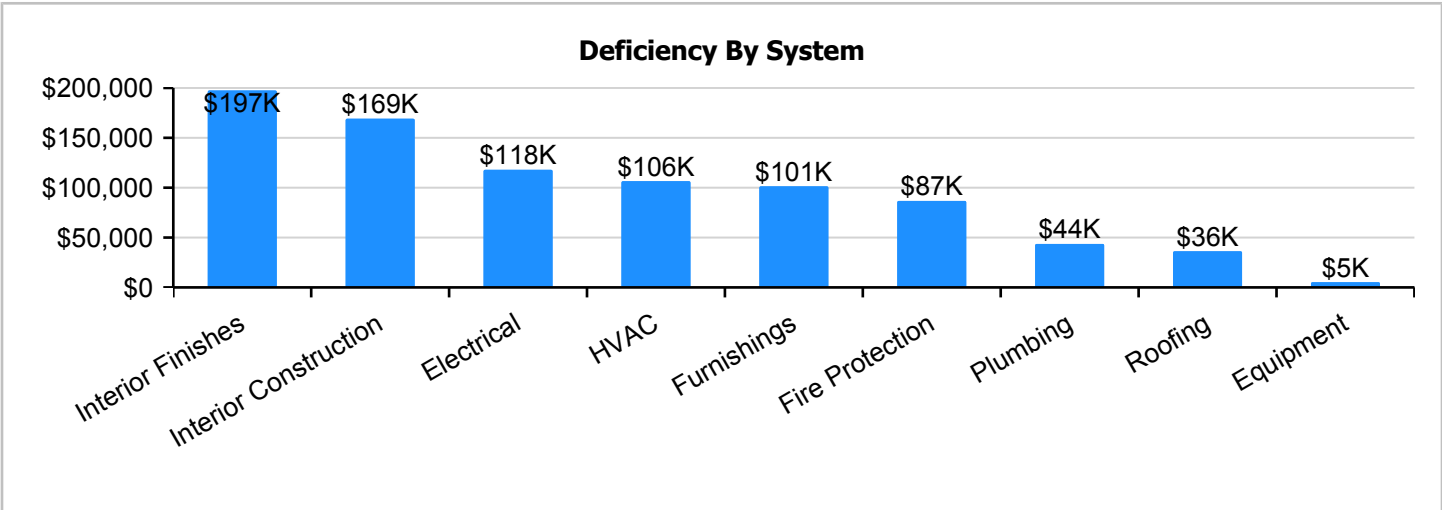 Deficiency By System
$200,000
$150,000
$100,000
$50,000
$0
$197K
$169K
$118K
$106K
$101K
$87K
$44K
$36K
$5K
Interior Finishes
Interior Construction
Electrical
HVAC
Furnishings
Fire Protection
Plumbing
Roofing
Equipment